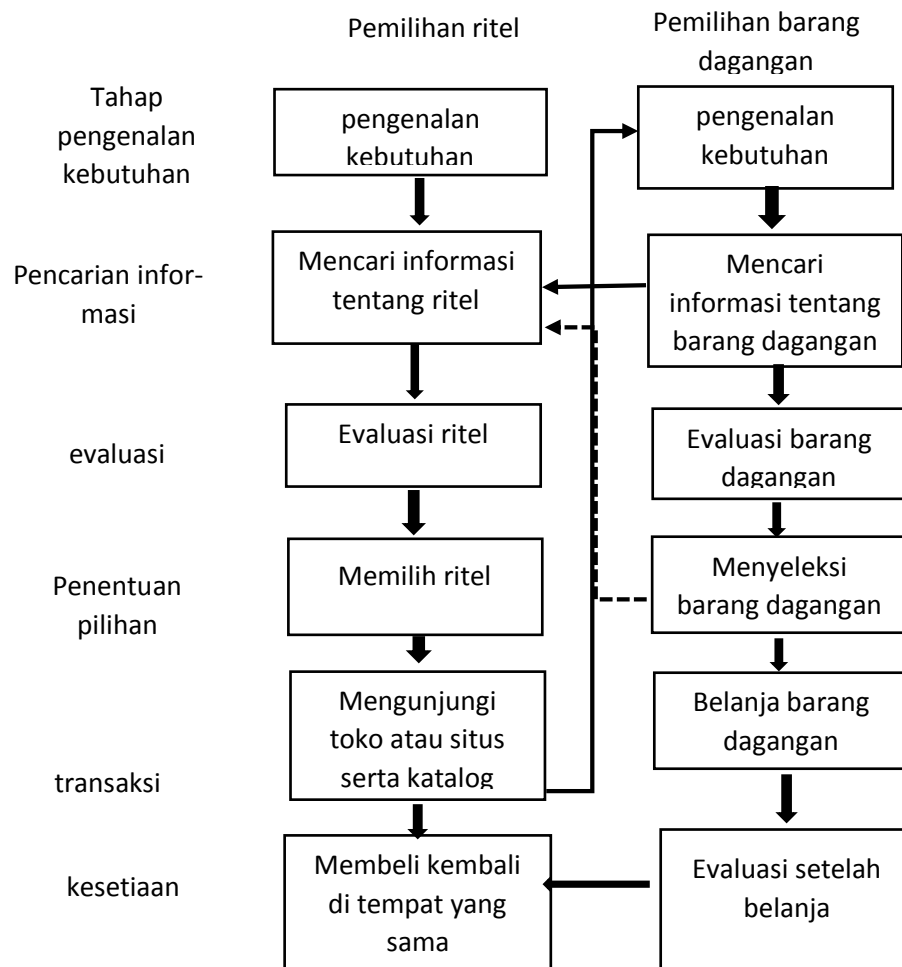 Pemilihan ritel
Pemilihan barang
dagangan
Tahap
pengenalan
kebutuhan
pengenalan
kebutuhan
pengenalan
kebutuhan
Pencarian infor-
masi
Mencari informasi
tentang ritel
Mencari
informasi tentang
barang dagangan
evaluasi
Evaluasi ritel
Evaluasi barang
dagangan
Penentuan
pilihan
Memilih ritel
Menyeleksi
barang dagangan
transaksi
Mengunjungi
toko atau situs
serta katalog
Belanja barang
dagangan
kesetiaan
Membeli kembali
di tempat yang
sama
Evaluasi setelah
belanja